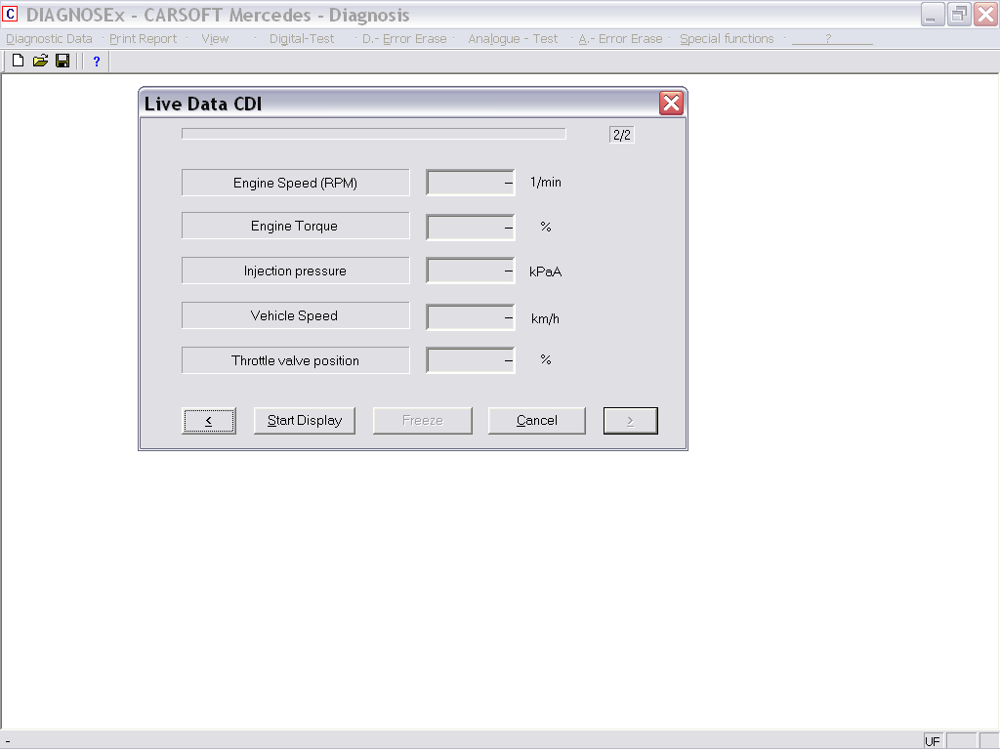 C DIAGNOSEx - CARSOFT Mercedes - Diagnosis
Diagnostic Data - Print Report - View - Digital-Test - D.- Error Erase - Analogue - Test - A.- Error Erase - Special functions - ?
?
Live Data CDI
2/2
Engine Speed (RPM) – 1/min
Engine Torque – %
Injection pressure – kPaA
Vehicle Speed – km/h
Throttle valve position – %
< Start Display Freeze Cancel >
- UF